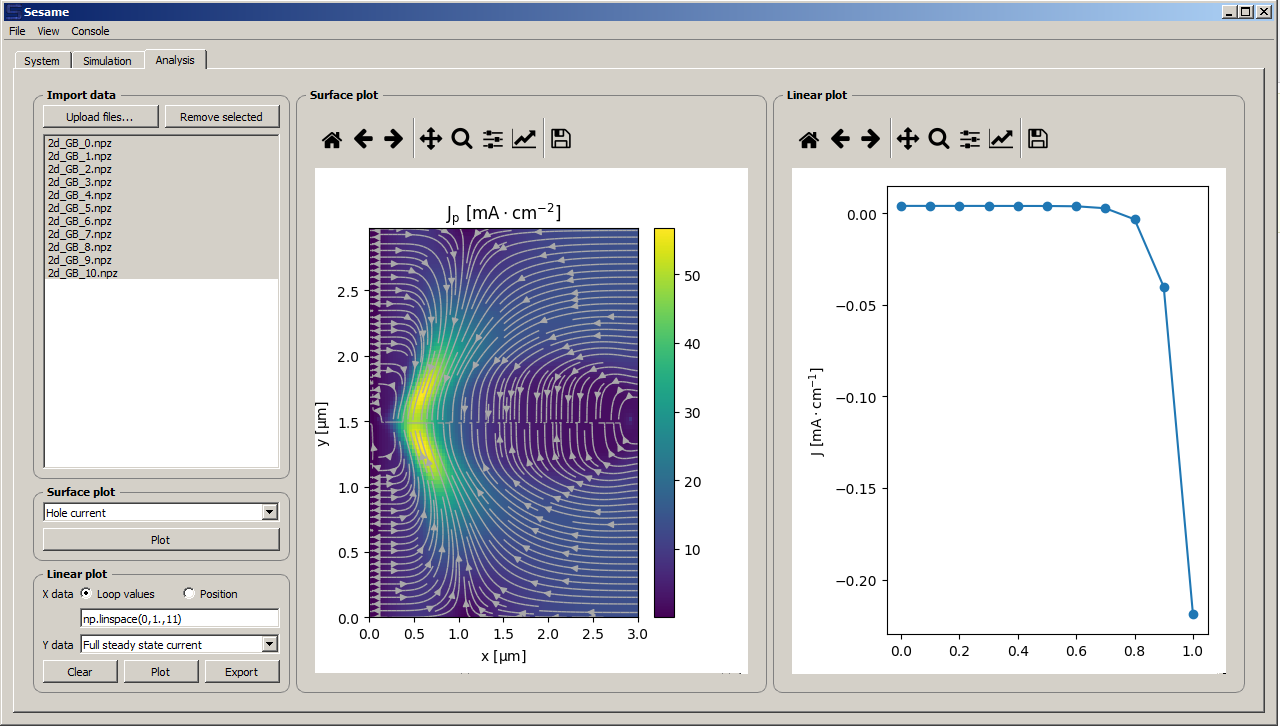 Sesame
File View Console
System Simulation Analysis
Import data
Upload files... Remove selected
2d_GB_0.npz
2d_GB_1.npz
2d_GB_2.npz
2d_GB_3.npz
2d_GB_4.npz
2d_GB_5.npz
2d_GB_6.npz
2d_GB_7.npz
2d_GB_8.npz
2d_GB_9.npz
2d_GB_10.npz
Surface plot
Hole current
Plot
Linear plot
X data Loop values Position
np.linspace(0,1.,11)
Y data Full steady state current
Clear Plot Export
Surface plot
Jₚ [mA · cm⁻²]
y [µm]
2.5
2.0
1.5
1.0
0.5
0.0
0.0 0.5 1.0 1.5 2.0 2.5 3.0
x [µm]
50
40
30
20
10
Linear plot
J [mA · cm⁻¹]
0.00
−0.05
−0.10
−0.15
−0.20
0.0 0.2 0.4 0.6 0.8 1.0